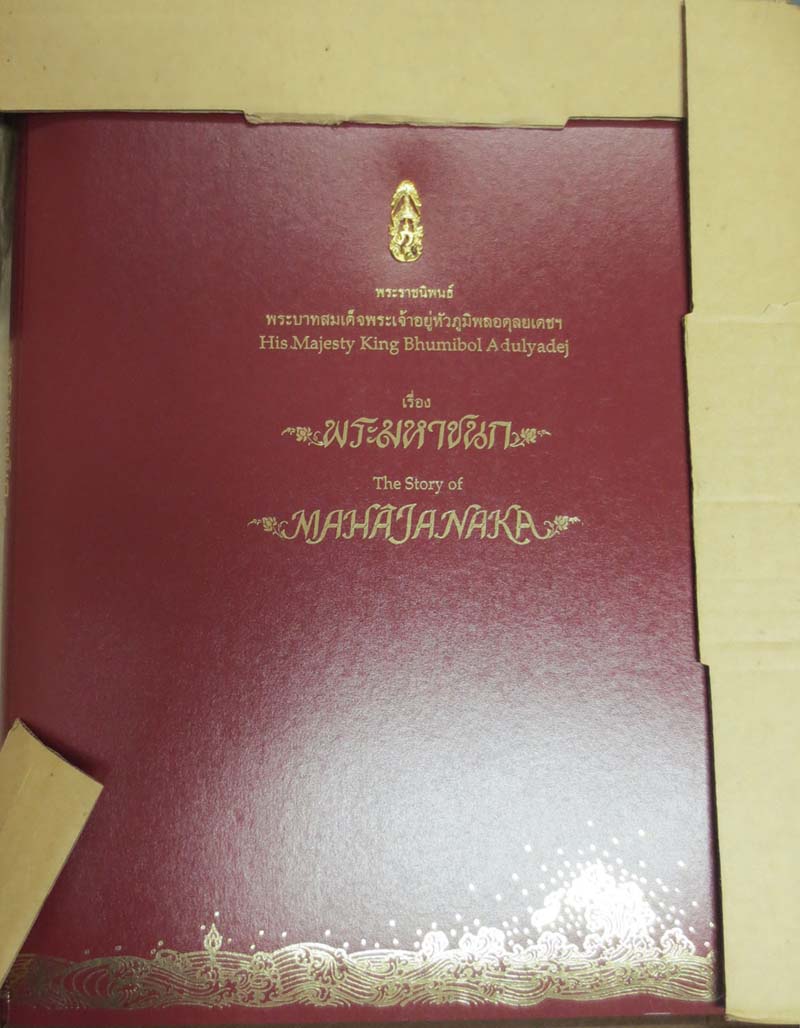 พระราชนิพนธ์
พระบาทสมเด็จพระเจ้าอยู่หัวภูมิพลอดุลยเดชฯ
His Majesty King Bhumibol Adulyadej
เรื่อง
พระมหาชนก
The Story of
MAHĀJANAKA